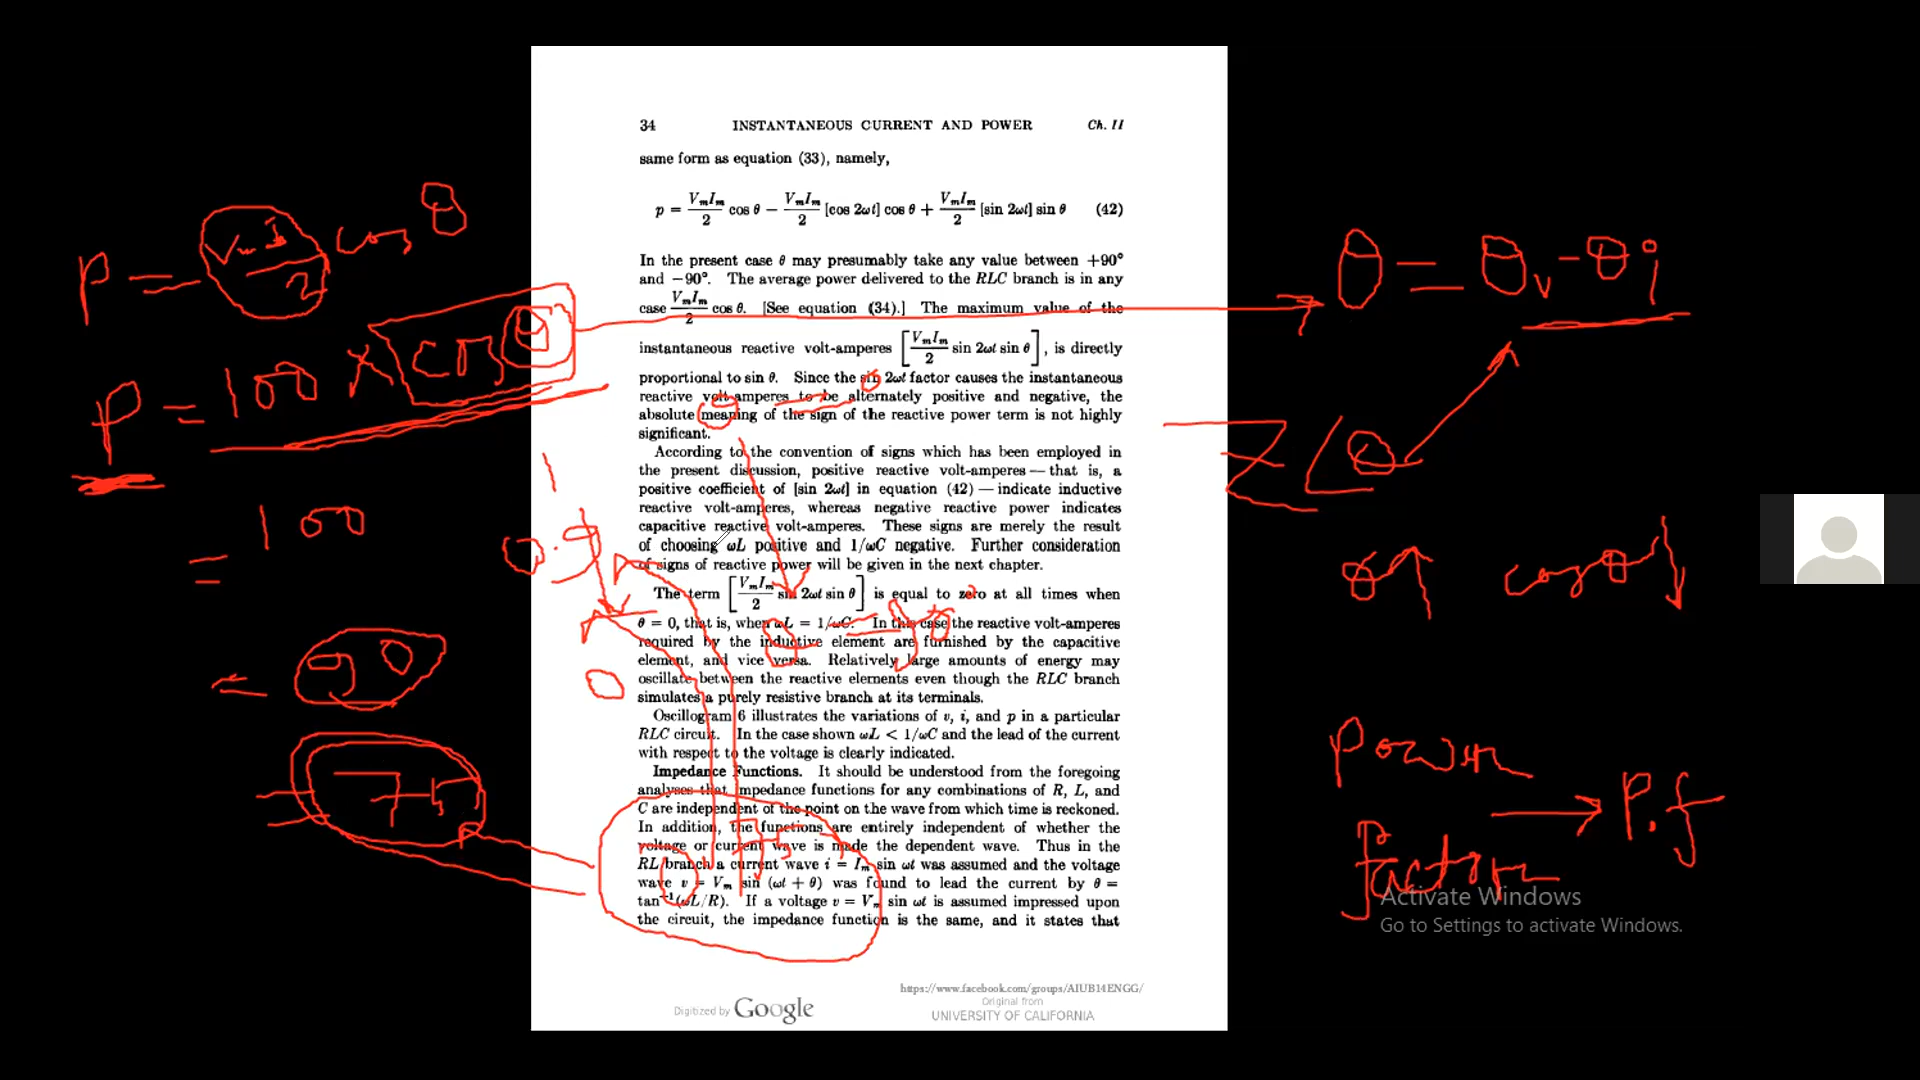 34 INSTANTANEOUS CURRENT AND POWER Ch. II
same form as equation (33), namely,
p = VmIm/2 cos θ − VmIm/2 [cos 2ωt] cos θ + VmIm/2 [sin 2ωt] sin θ (42)
In the present case θ may presumably take any value between +90°
and −90°. The average power delivered to the RLC branch is in any
case VmIm/2 cos θ. [See equation (34).] The maximum value of the
instantaneous reactive volt-amperes [VmIm/2 sin 2ωt sin θ], is directly
proportional to sin θ. Since the sin 2ωt factor causes the instantaneous
reactive volt-amperes to be alternately positive and negative, the
absolute meaning of the sign of the reactive power term is not highly
significant.
According to the convention of signs which has been employed in
the present discussion, positive reactive volt-amperes — that is, a
positive coefficient of [sin 2ωt] in equation (42) — indicate inductive
reactive volt-amperes, whereas negative reactive power indicates
capacitive reactive volt-amperes. These signs are merely the result
of choosing ωL positive and 1/ωC negative. Further consideration
of signs of reactive power will be given in the next chapter.
The term [VmIm/2 sin 2ωt sin θ] is equal to zero at all times when
θ = 0, that is, when ωL = 1/ωC. In this case the reactive volt-amperes
required by the inductive element are furnished by the capacitive
element, and vice versa. Relatively large amounts of energy may
oscillate between the reactive elements even though the RLC branch
simulates a purely resistive branch at its terminals.
Oscillogram 6 illustrates the variations of v, i, and p in a particular
RLC circuit. In the case shown ωL < 1/ωC and the lead of the current
with respect to the voltage is clearly indicated.
Impedance Functions. It should be understood from the foregoing
analyses that impedance functions for any combinations of R, L, and
C are independent of the point on the wave from which time is reckoned.
In addition, the functions are entirely independent of whether the
voltage or current wave is made the dependent wave. Thus in the
RL branch a current wave i = Im sin ωt was assumed and the voltage
wave v = Vm sin (ωt + θ) was found to lead the current by θ =
tan⁻¹(ωL/R). If a voltage v = Vm sin ωt is assumed impressed upon
the circuit, the impedance function is the same, and it states that
https://www.facebook.com/groups/AIUB14ENGG/
Digitized by Google
Original from
UNIVERSITY OF CALIFORNIA
cos θ
P = 100 × cos θ
= 100
0.9
= 90
= 75
θ = θv - θi
Z∠θ
θ↑ cos θ↓
Power
Factor
→ P.f
Activate Windows
Go to Settings to activate Windows.